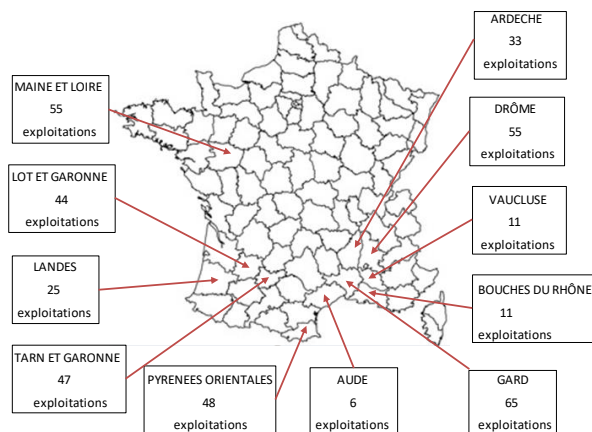 ARDECHE
33
exploitations
MAINE ET LOIRE
55
exploitations
DRÔME
55
exploitations
LOT ET GARONNE
44
exploitations
VAUCLUSE
11
exploitations
LANDES
25
exploitations
BOUCHES DU RHÔNE
11
exploitations
TARN ET GARONNE
47
exploitations
PYRENEES ORIENTALES
48
exploitations
AUDE
6
exploitations
GARD
65
exploitations